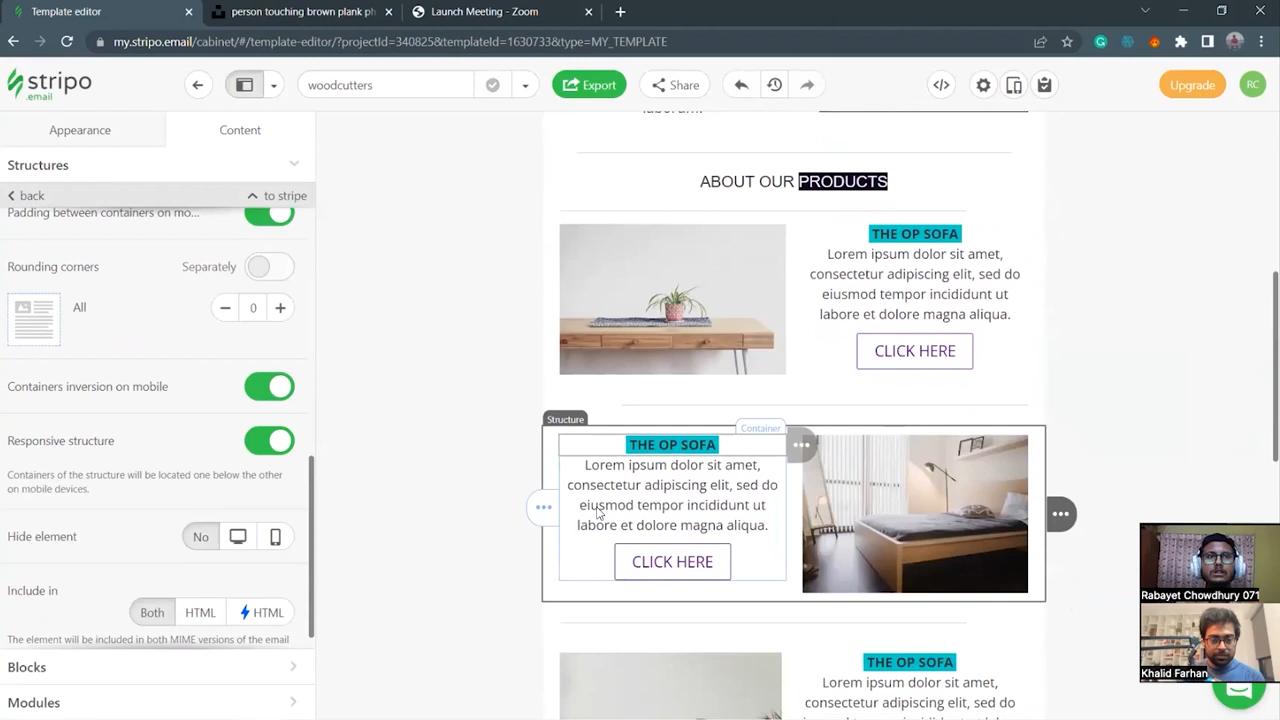 Template editor
person touching brown plank ph
Launch Meeting - Zoom
my.stripo.email/cabinet/#/template-editor/?projectId=340825&templateId=1630733&type=MY_TEMPLATE
stripo
.email
woodcutters
Export
Share
Upgrade
RC
Appearance
Content
Structures
back
to stripe
Padding between containers on mo...
Rounding corners
Separately
All
0
Containers inversion on mobile
Responsive structure
Containers of the structure will be located one below the other
on mobile devices.
Hide element
No
Include in
Both
HTML
HTML
The element will be included in both MIME versions of the email
Blocks
Modules
laborum.
ABOUT OUR PRODUCTS
THE OP SOFA
Lorem ipsum dolor sit amet,
consectetur adipiscing elit, sed do
eiusmod tempor incididunt ut
labore et dolore magna aliqua.
CLICK HERE
Structure
Container
THE OP SOFA
Lorem ipsum dolor sit amet,
consectetur adipiscing elit, sed do
eiusmod tempor incididunt ut
labore et dolore magna aliqua.
CLICK HERE
THE OP SOFA
Lorem ipsum dolor sit amet,
consectetur adipiscing elit, sed do
Rabayet Chowdhury 071
Khalid Farhan